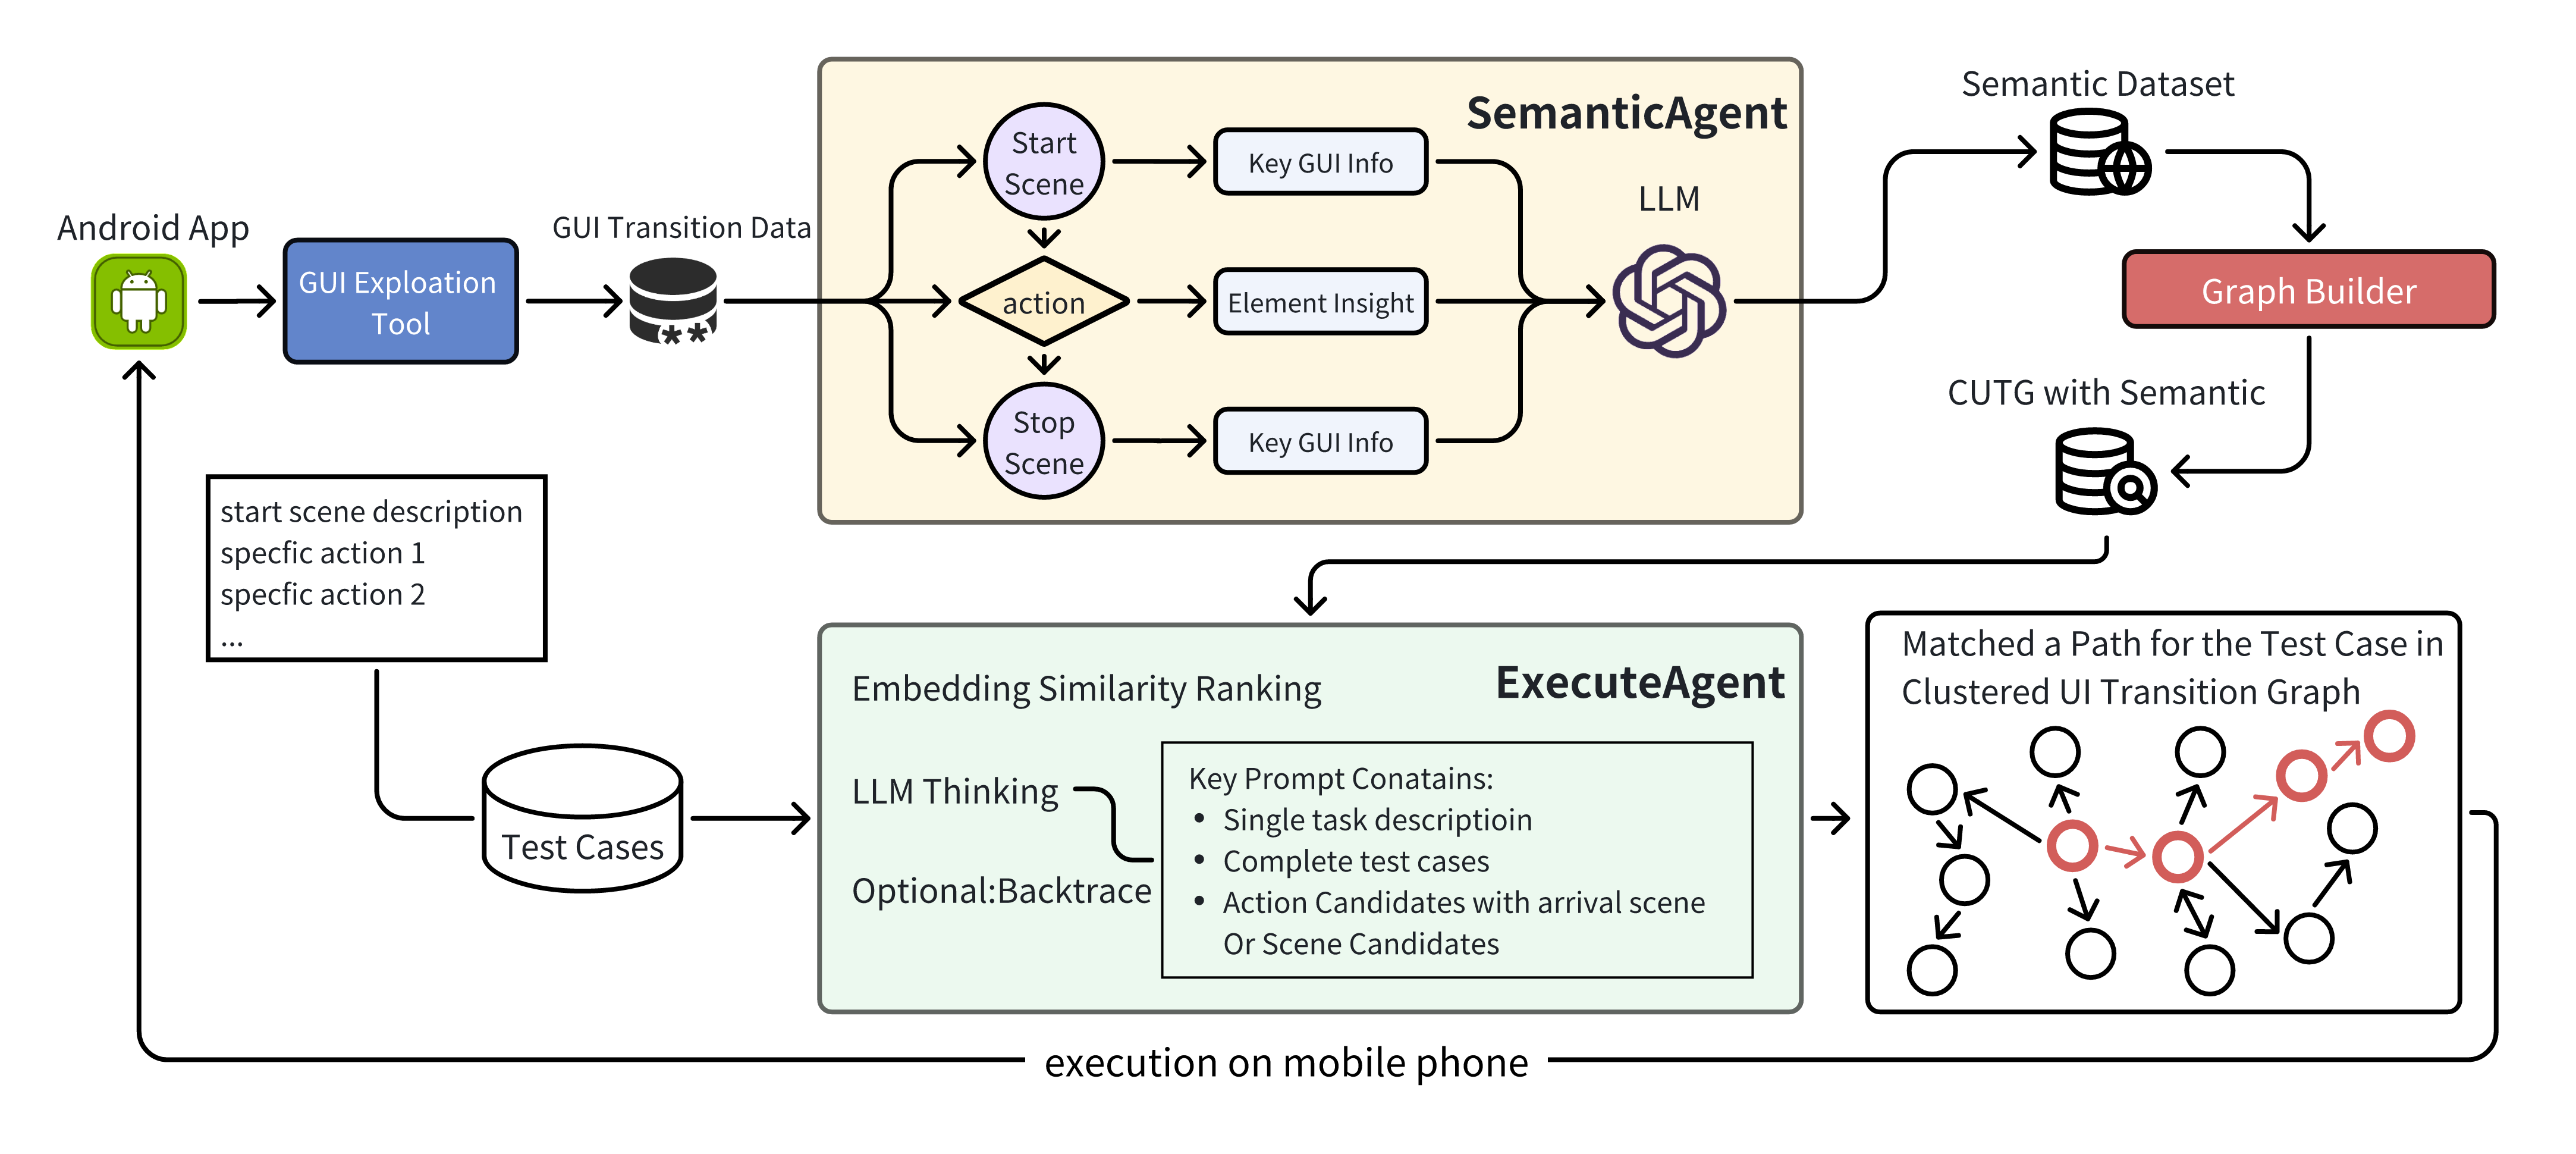 Android App
GUI Exploation
Tool
GUI Transition Data
**
SemanticAgent
Start
Scene
Key GUI Info
LLM
action
Element Insight
Stop
Scene
Key GUI Info
Semantic Dataset
Graph Builder
CUTG with Semantic
start scene description
specfic action 1
specfic action 2
...
Test Cases
ExecuteAgent
Embedding Similarity Ranking
LLM Thinking
Optional:Backtrace
Key Prompt Conatains:
• Single task descriptioin
• Complete test cases
• Action Candidates with arrival scene
Or Scene Candidates
Matched a Path for the Test Case in
Clustered UI Transition Graph
execution on mobile phone